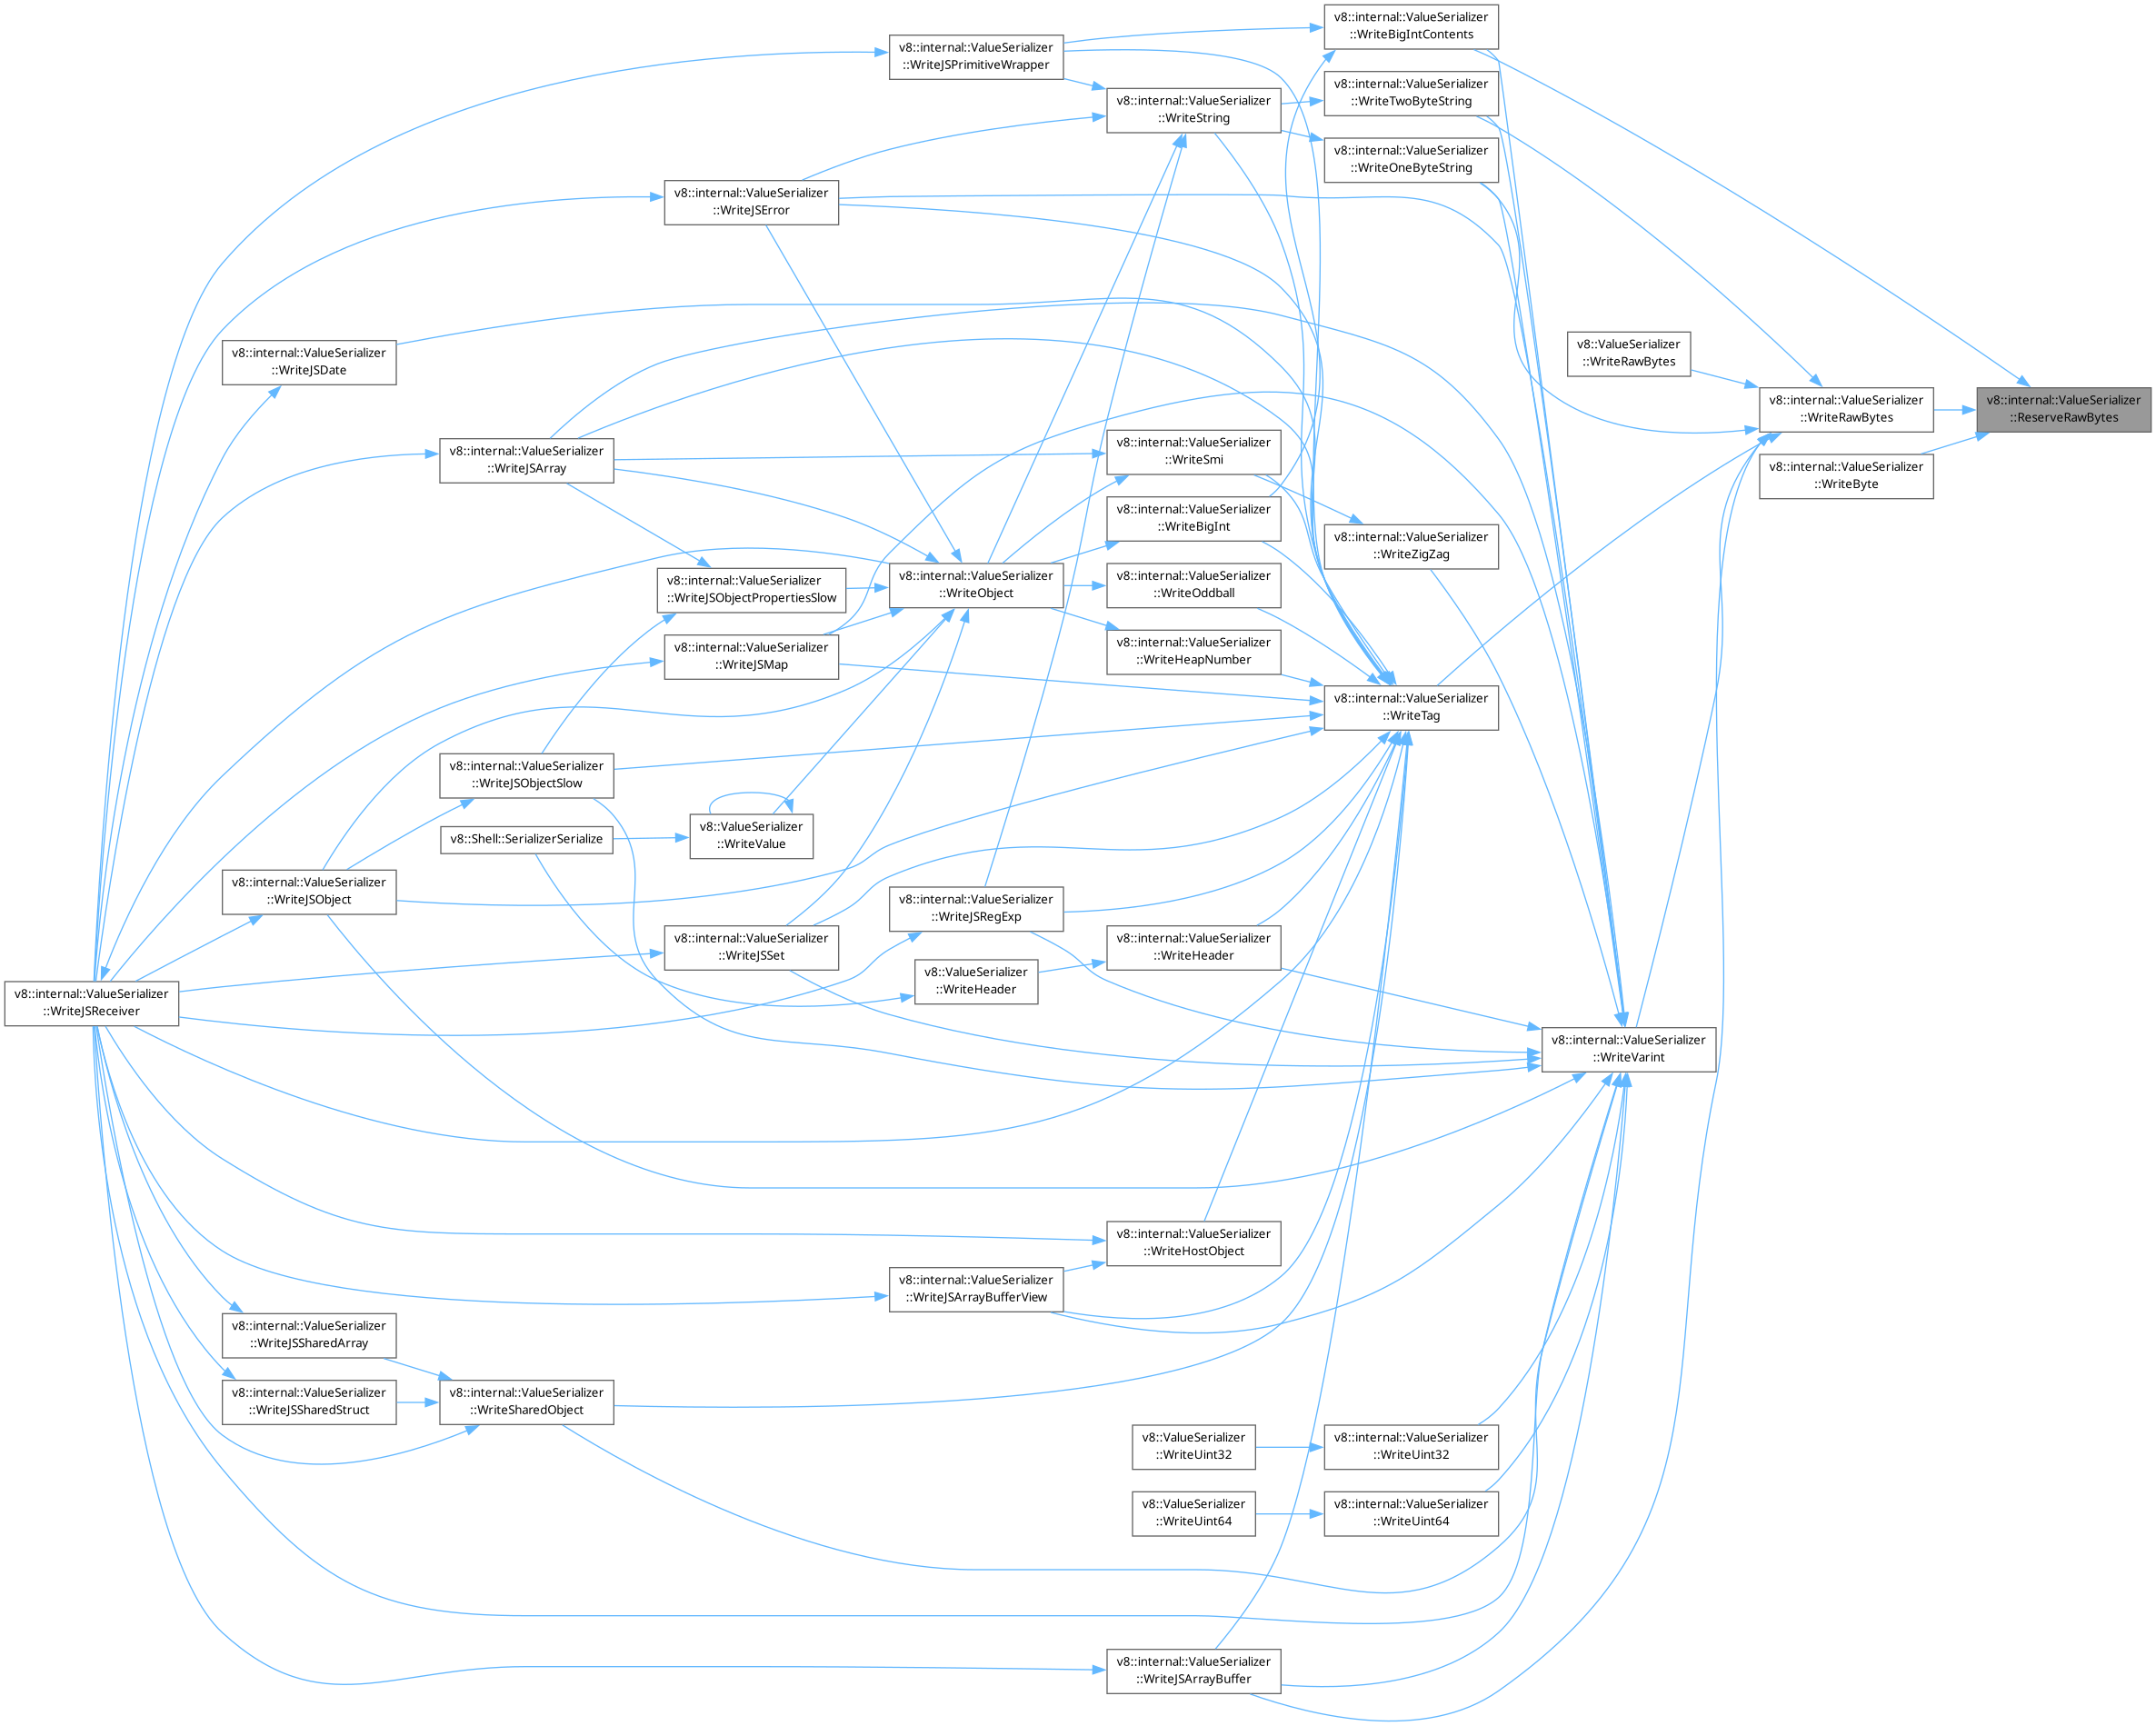 v8::internal::ValueSerializer
::WriteBigIntContents
v8::internal::ValueSerializer
::WriteJSPrimitiveWrapper
v8::internal::ValueSerializer
::WriteTwoByteString
v8::internal::ValueSerializer
::WriteString
v8::internal::ValueSerializer
::WriteOneByteString
v8::internal::ValueSerializer
::WriteJSError
v8::internal::ValueSerializer
::WriteJSDate
v8::ValueSerializer
::WriteRawBytes
v8::internal::ValueSerializer
::WriteRawBytes
v8::internal::ValueSerializer
::ReserveRawBytes
v8::internal::ValueSerializer
::WriteJSArray
v8::internal::ValueSerializer
::WriteSmi
v8::internal::ValueSerializer
::WriteByte
v8::internal::ValueSerializer
::WriteBigInt
v8::internal::ValueSerializer
::WriteZigZag
v8::internal::ValueSerializer
::WriteJSObjectPropertiesSlow
v8::internal::ValueSerializer
::WriteObject
v8::internal::ValueSerializer
::WriteOddball
v8::internal::ValueSerializer
::WriteJSMap
v8::internal::ValueSerializer
::WriteHeapNumber
v8::internal::ValueSerializer
::WriteTag
v8::internal::ValueSerializer
::WriteJSObjectSlow
v8::Shell::SerializerSerialize
v8::ValueSerializer
::WriteValue
v8::internal::ValueSerializer
::WriteJSObject
v8::internal::ValueSerializer
::WriteJSRegExp
v8::internal::ValueSerializer
::WriteJSSet
v8::internal::ValueSerializer
::WriteHeader
v8::ValueSerializer
::WriteHeader
v8::internal::ValueSerializer
::WriteJSReceiver
v8::internal::ValueSerializer
::WriteVarint
v8::internal::ValueSerializer
::WriteHostObject
v8::internal::ValueSerializer
::WriteJSArrayBufferView
v8::internal::ValueSerializer
::WriteJSSharedArray
v8::internal::ValueSerializer
::WriteJSSharedStruct
v8::internal::ValueSerializer
::WriteSharedObject
v8::ValueSerializer
::WriteUint32
v8::internal::ValueSerializer
::WriteUint32
v8::ValueSerializer
::WriteUint64
v8::internal::ValueSerializer
::WriteUint64
v8::internal::ValueSerializer
::WriteJSArrayBuffer